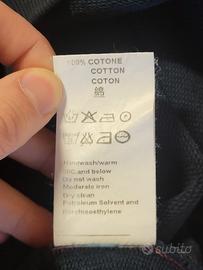 100% COTONE
COTTON
COTON
綿
Handwash/warm
30C and below
Do not wash
Moderate iron
Dry clean
Petroleum Solvent and
Perchloroethylene
subito